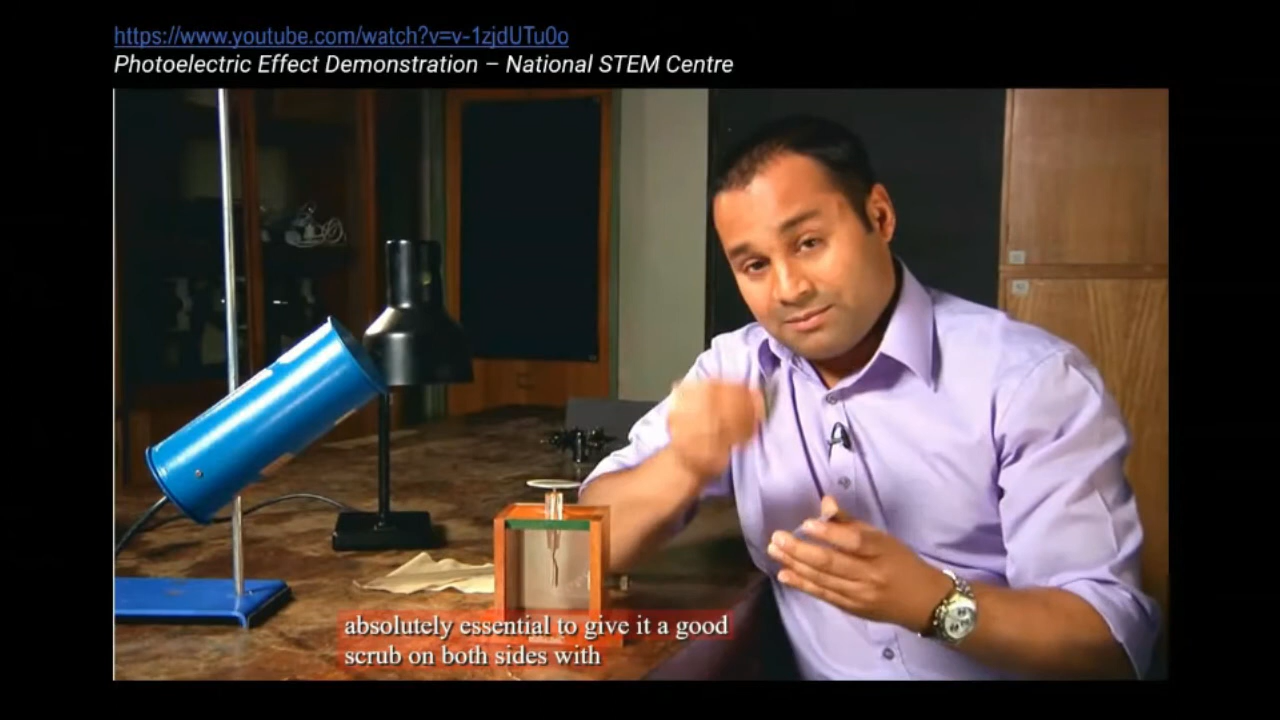 https://www.youtube.com/watch?v=v-1zjdUTu0o
Photoelectric Effect Demonstration – National STEM Centre
absolutely essential to give it a good
scrub on both sides with